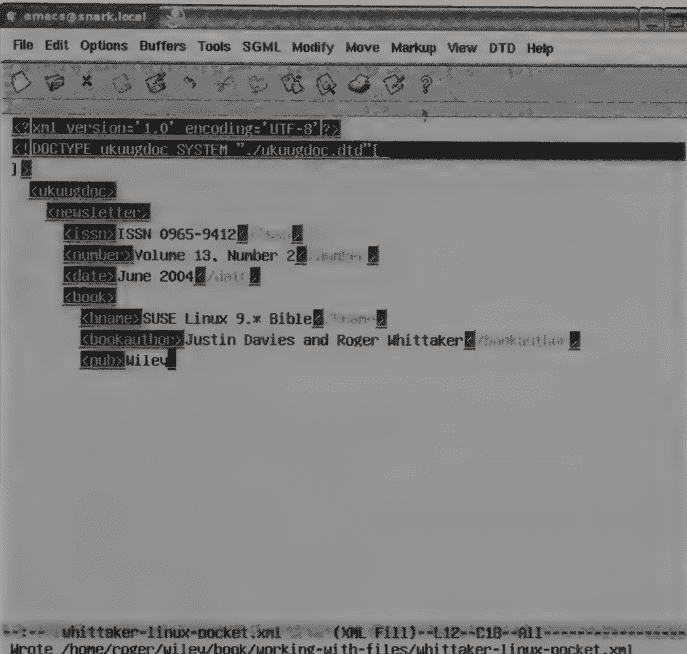 emacs@snark.local
File Edit Options Buffers Tools SGML Modify Move Markup View DTD Help
<?xml version='1.0' encoding='UTF-8'?>
<!DOCTYPE ukuugdoc SYSTEM "./ukuugdoc.dtd"[
]>
<ukuugdoc>
<newsletter>
<issn>ISSN 0965-9412</issn>
<number>Volume 13, Number 2</number>
<date>June 2004</date>
<book>
<bname>SUSE Linux 9.* Bible</bname>
<bookauthor>Justin Davies and Roger Whittaker</bookauthor>
<pub>Wiley
--:-- whittaker-linux-pocket.xml (XML Fill)--L12--C18--All----------------
Wrote /home/roger/wiley/book/working-with-files/whittaker-linux-pocket.xml